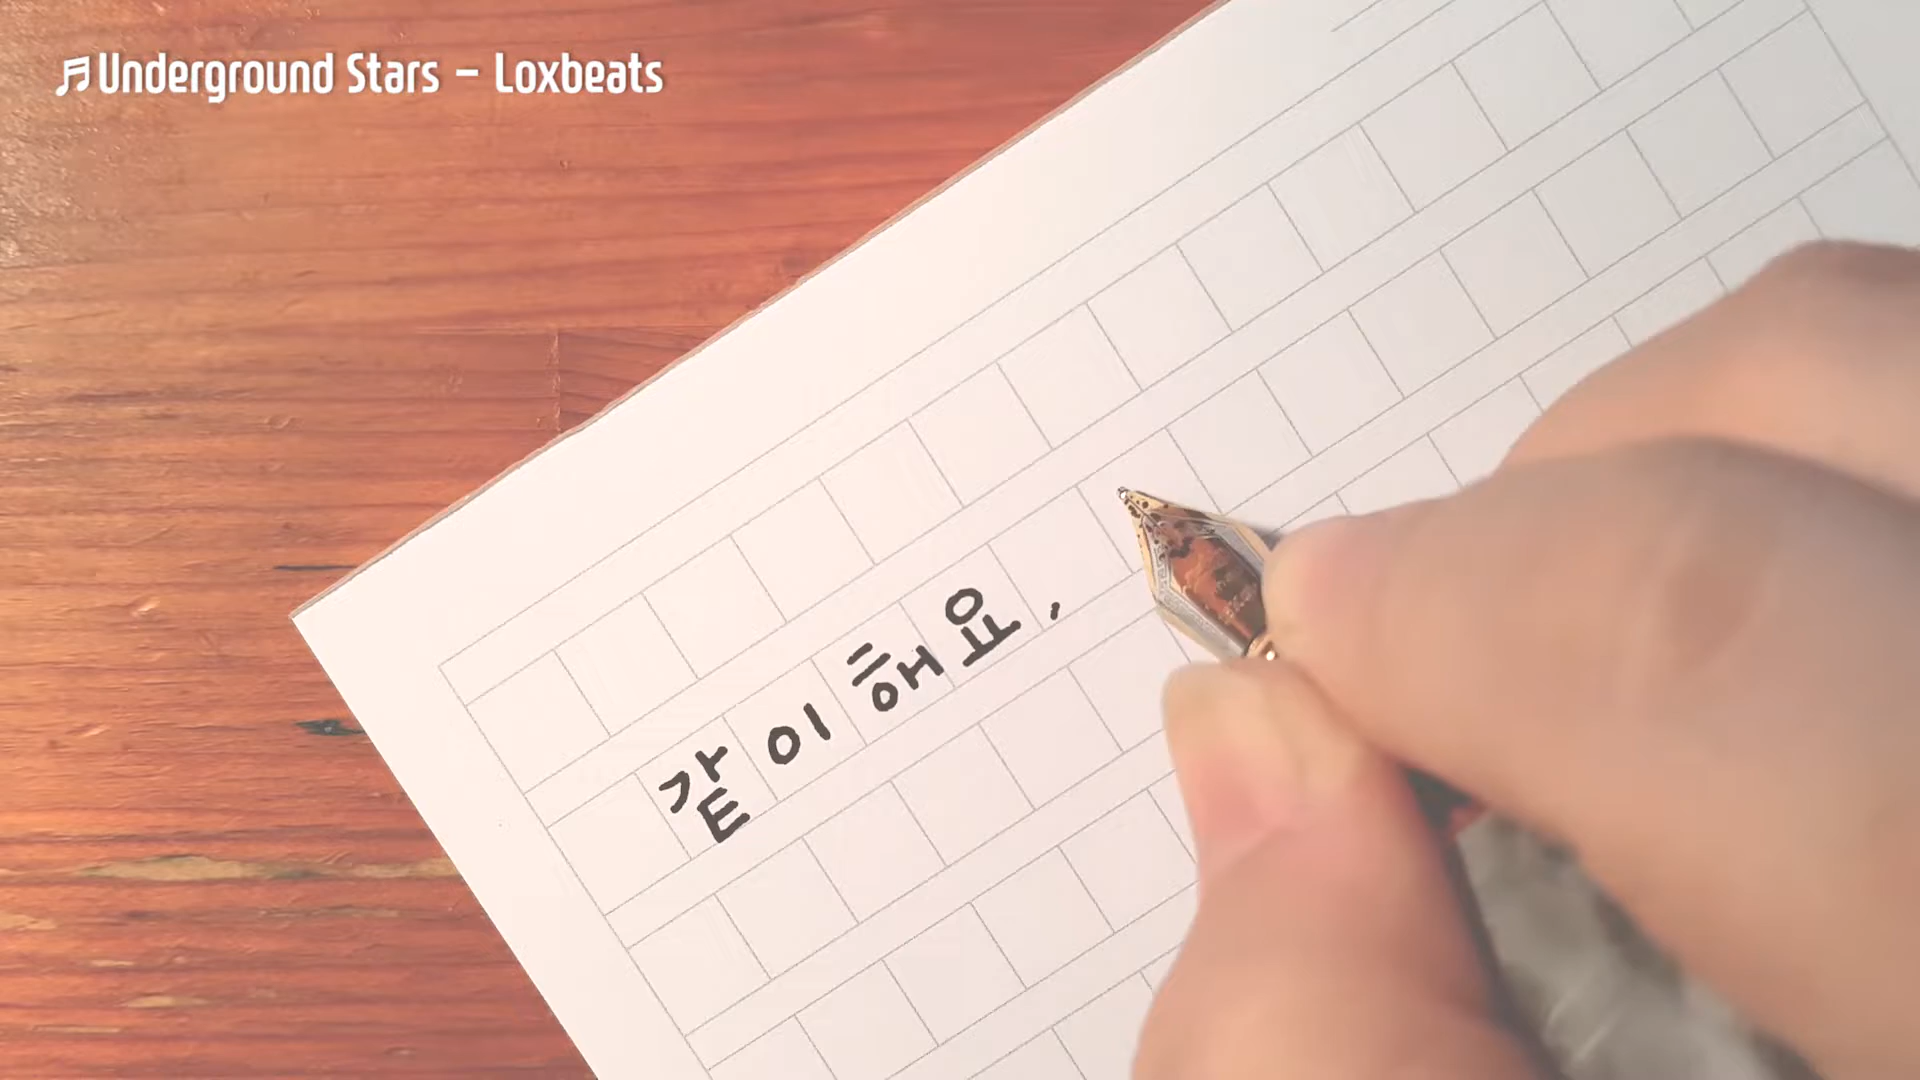 ♬Underground Stars - Loxbeats
같이 해요,